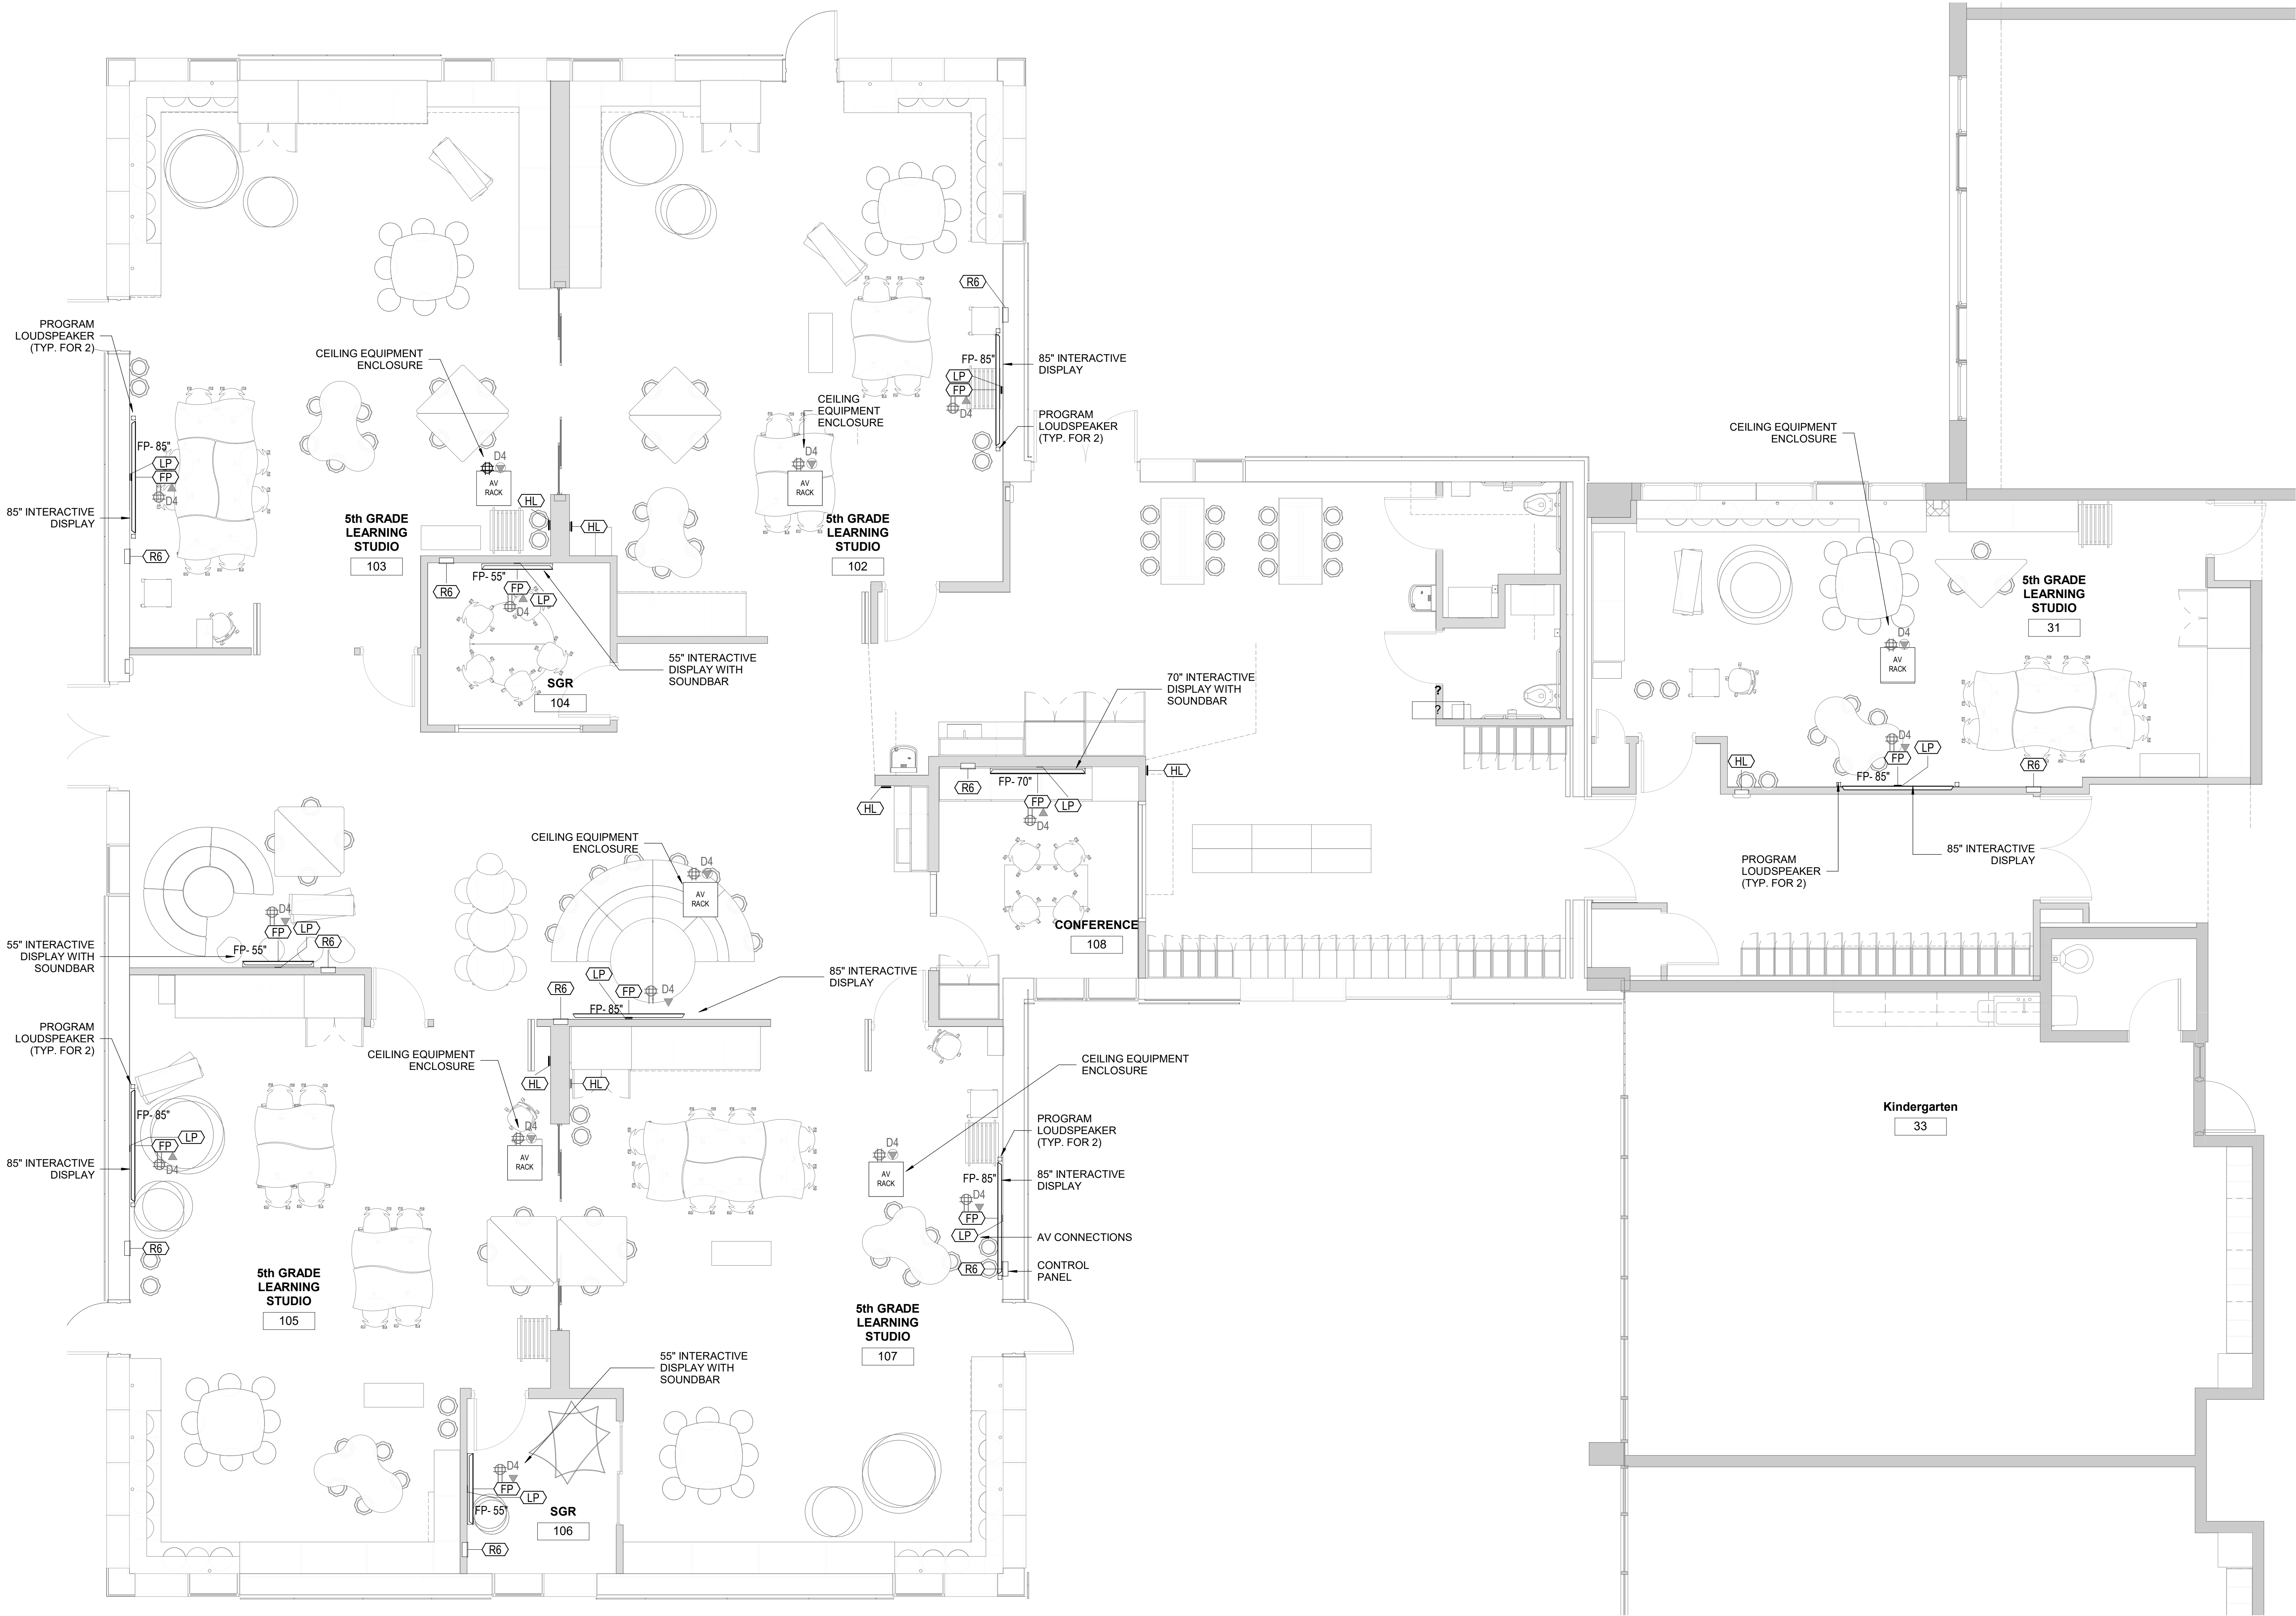 PROGRAM
LOUDSPEAKER
(TYP. FOR 2)
CEILING EQUIPMENT
ENCLOSURE
FP- 85"
LP
FP
D4
85" INTERACTIVE
DISPLAY
R6
D4
AV
RACK
HL
HL
5th GRADE
LEARNING
STUDIO
103
CEILING
EQUIPMENT
ENCLOSURE
D4
AV
RACK
5th GRADE
LEARNING
STUDIO
102
R6
FP- 85"
LP
FP
D4
85" INTERACTIVE
DISPLAY
PROGRAM
LOUDSPEAKER
(TYP. FOR 2)
R6
FP- 55"
FP
LP
D4
55" INTERACTIVE
DISPLAY WITH
SOUNDBAR
SGR
104
70" INTERACTIVE
DISPLAY WITH
SOUNDBAR
?
?
CEILING EQUIPMENT
ENCLOSURE
D4
AV
RACK
5th GRADE
LEARNING
STUDIO
31
D4
LP
FP
FP- 85"
HL
R6
PROGRAM
LOUDSPEAKER
(TYP. FOR 2)
85" INTERACTIVE
DISPLAY
HL
R6
FP- 70"
FP
LP
D4
HL
CONFERENCE
108
CEILING EQUIPMENT
ENCLOSURE
D4
AV
RACK
D4
LP
FP
R6
FP- 55"
55" INTERACTIVE
DISPLAY WITH
SOUNDBAR
LP
R6
FP
D4
FP- 85"
85" INTERACTIVE
DISPLAY
PROGRAM
LOUDSPEAKER
(TYP. FOR 2)
CEILING EQUIPMENT
ENCLOSURE
HL
HL
FP- 85"
LP
FP
D4
85" INTERACTIVE
DISPLAY
R6
D4
AV
RACK
5th GRADE
LEARNING
STUDIO
105
CEILING EQUIPMENT
ENCLOSURE
D4
AV
RACK
PROGRAM
LOUDSPEAKER
(TYP. FOR 2)
FP- 85"
85" INTERACTIVE
DISPLAY
D4
FP
LP
AV CONNECTIONS
R6
CONTROL
PANEL
5th GRADE
LEARNING
STUDIO
107
Kindergarten
33
55" INTERACTIVE
DISPLAY WITH
SOUNDBAR
D4
FP
LP
FP- 55"
SGR
106
R6